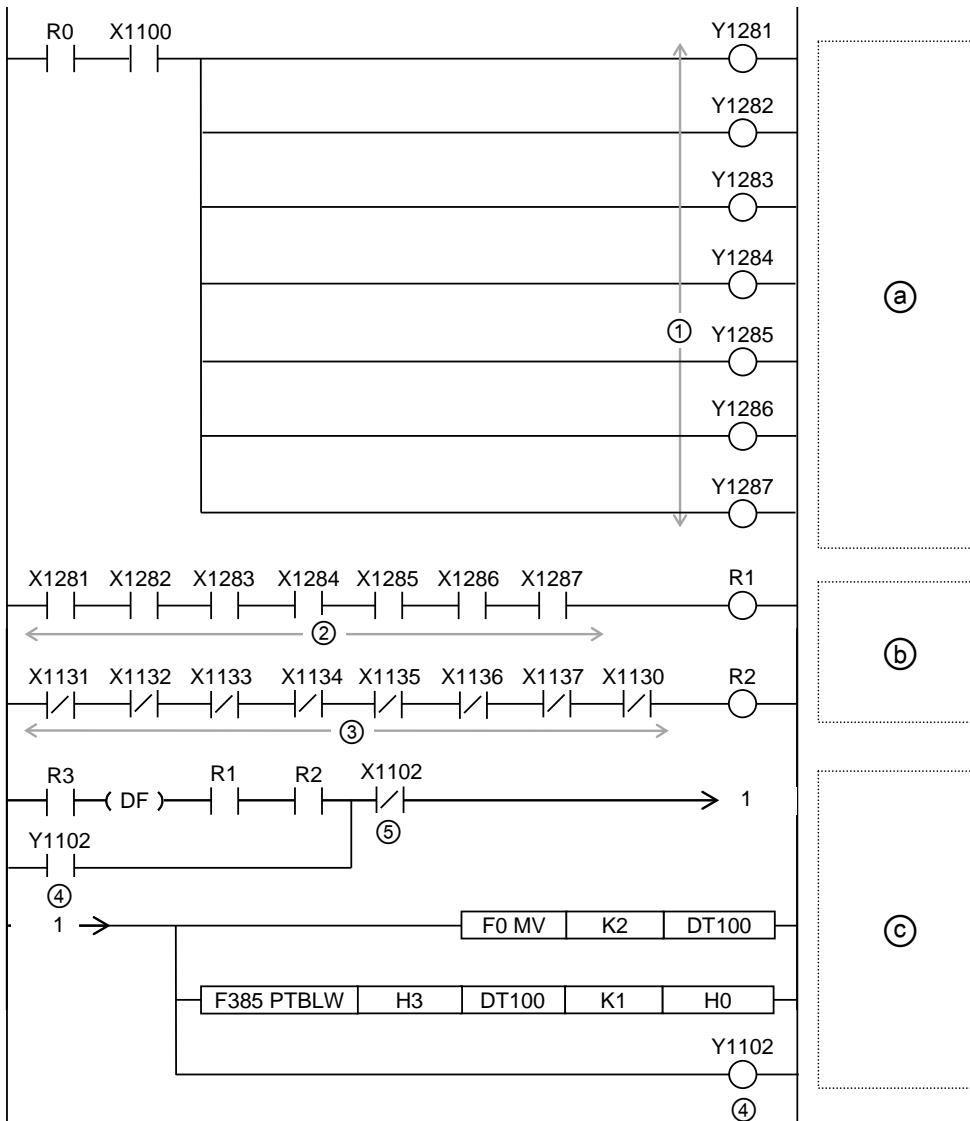 R0 X1100 Y1281
Y1282
Y1283
Y1284
ⓐ
① Y1285
Y1286
Y1287
X1281 X1282 X1283 X1284 X1285 X1286 X1287 R1
②
ⓑ
X1131 X1132 X1133 X1134 X1135 X1136 X1137 X1130 R2
③
R3 R1 R2 X1102
( DF ) 1
⑤
Y1102
④
1 F0 MV K2 DT100
ⓒ
F385 PTBLW H3 DT100 K1 H0
Y1102
④